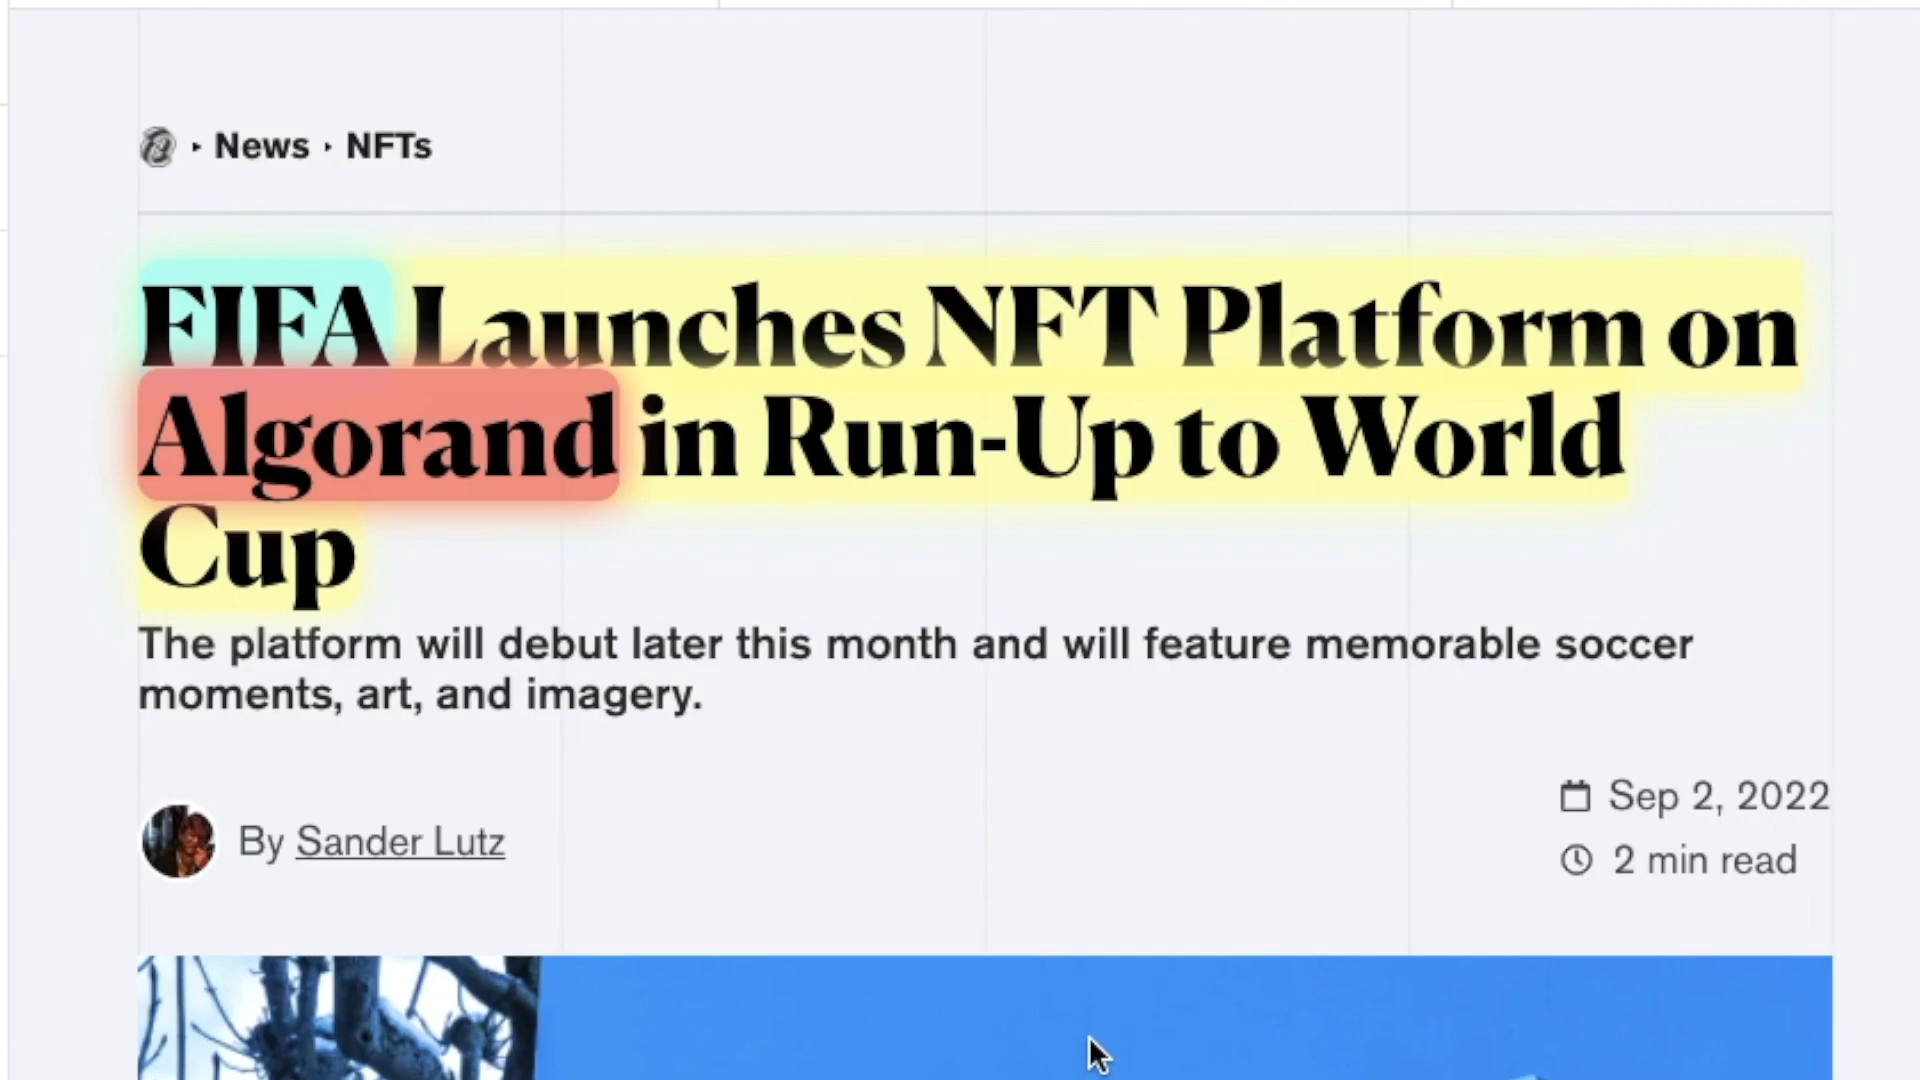 News NFTs
FIFA Launches NFT Platform on
Algorand in Run-Up to World
Cup
The platform will debut later this month and will feature memorable soccer
moments, art, and imagery.
By Sander Lutz
Sep 2, 2022
2 min read